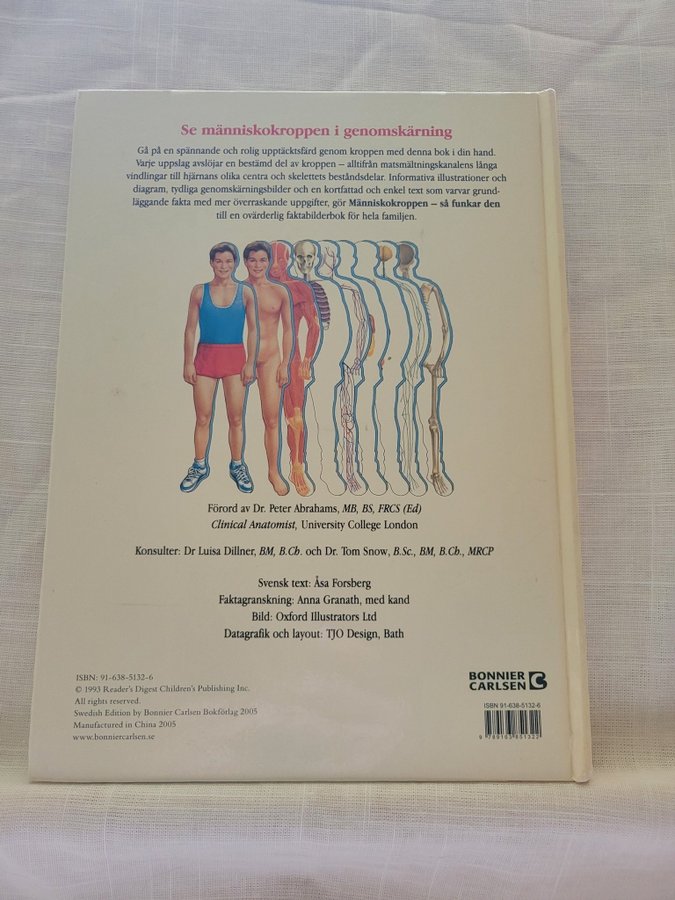 Se människokroppen i genomskärning
Gå på en spännande och rolig upptäcktsfärd genom kroppen med denna bok i din hand.
Varje uppslag avslöjar en bestämd del av kroppen – alltifrån matsmältningskanalens långa
vindlingar till hjärnans olika centra och skelettets beståndsdelar. Informativa illustrationer och
diagram, tydliga genomskärningsbilder och en kortfattad och enkel text som varvar grund-
läggande fakta med mer överraskande uppgifter, gör Människokroppen – så funkar den
till en ovärderlig faktabilderbok för hela familjen.
Förord av Dr. Peter Abrahams, MB, BS, FRCS (Ed)
Clinical Anatomist, University College London
Konsulter: Dr Luisa Dillner, BM, B.Ch. och Dr. Tom Snow, B.Sc., BM, B.Ch., MRCP
Svensk text: Åsa Forsberg
Faktagranskning: Anna Granath, med kand
Bild: Oxford Illustrators Ltd
Datagrafik och layout: TJO Design, Bath
ISBN: 91-638-5132-6
© 1993 Reader's Digest Children's Publishing Inc.
All rights reserved.
Swedish Edition by Bonnier Carlsen Bokförlag 2005
Manufactured in China 2005
www.bonniercarlsen.se
BONNIER
CARLSEN
ISBN 91-638-5132-6
9 789163 851322